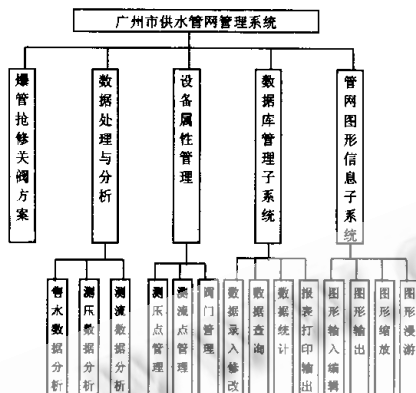 广州市供水管网管理系统
爆管抢修关阀方案
数据处理与分析
设备属性管理
数据库管理子系统
管网图形信息子系统
售水数据分析
测压数据分析
测流数据分析
测压点管理
测流点管理
阀门管理
数据录入修改
数据查询
数据统计
报表打印输出
图形输入编辑
图形输出
图形缩放
图形漫游